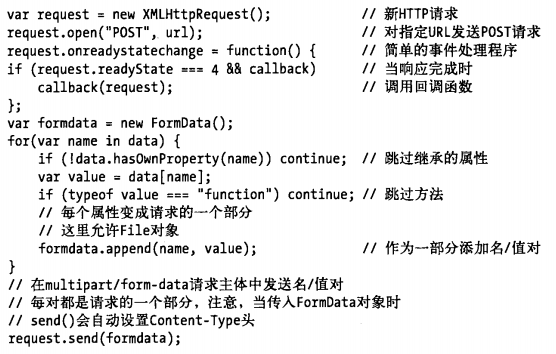 var request = new XMLHttpRequest(); // 新HTTP请求
request.open("POST", url); // 对指定URL发送POST请求
request.onreadystatechange = function() { // 简单的事件处理程序
if (request.readyState === 4 && callback) // 当响应完成时
callback(request); // 调用回调函数
};
var formdata = new FormData();
for(var name in data) {
if (!data.hasOwnProperty(name)) continue; // 跳过继承的属性
var value = data[name];
if (typeof value === "function") continue; // 跳过方法
// 每个属性变成请求的一个部分
// 这里允许File对象
formdata.append(name, value); // 作为一部分添加名/值对
}
// 在multipart/form-data请求主体中发送名/值对
// 每对都是请求的一个部分，注意，当传入FormData对象时
// send()会自动设置Content-Type头
request.send(formdata);